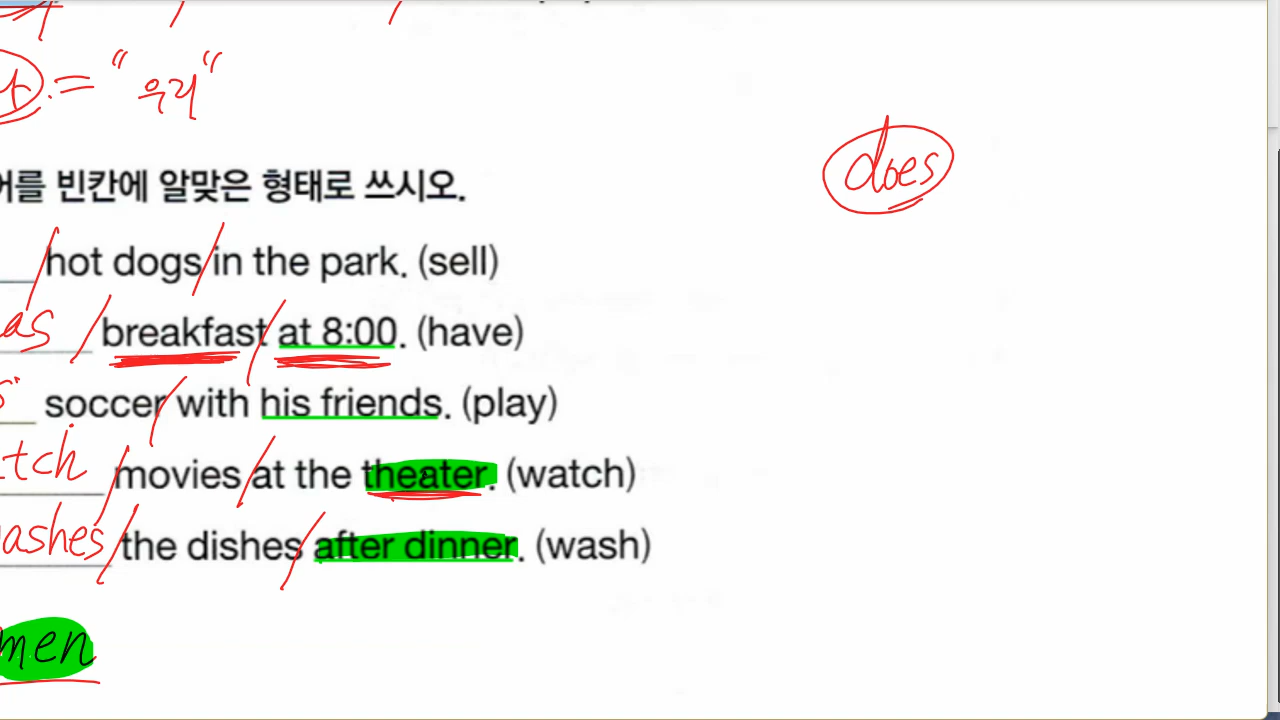 = "우리"
does
어를 빈칸에 알맞은 형태로 쓰시오.
hot dogs in the park. (sell)
as breakfast at 8:00. (have)
s soccer with his friends. (play)
tch movies at the theater. (watch)
ashes the dishes after dinner. (wash)
men